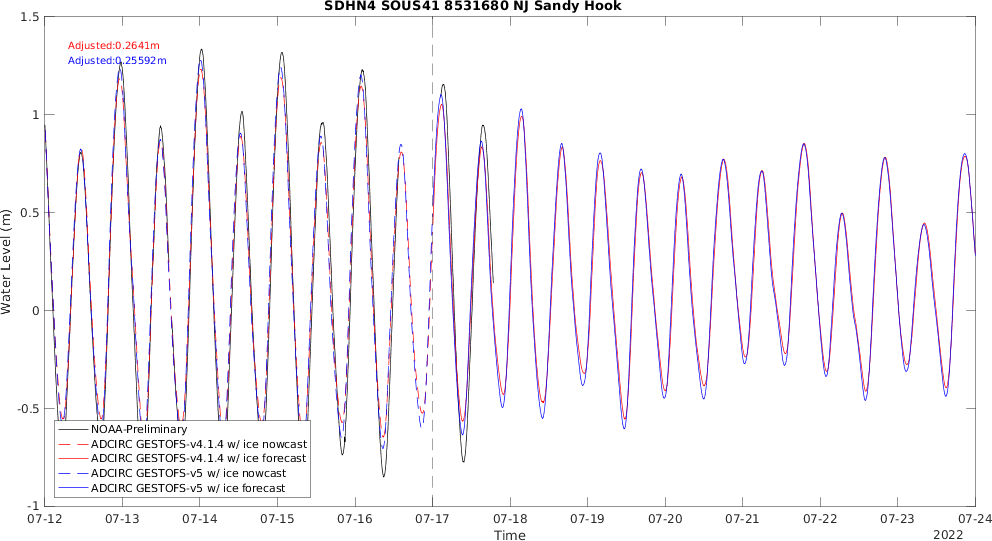 SDHN4 SOUS41 8531680 NJ Sandy Hook
1.5
Adjusted:0.2641m
Adjusted:0.25592m
1
0.5
0
-0.5
-1
Water Level (m)
NOAA-Preliminary
ADCIRC GESTOFS-v4.1.4 w/ ice nowcast
ADCIRC GESTOFS-v4.1.4 w/ ice forecast
ADCIRC GESTOFS-v5 w/ ice nowcast
ADCIRC GESTOFS-v5 w/ ice forecast
07-12 07-13 07-14 07-15 07-16 07-17 07-18 07-19 07-20 07-21 07-22 07-23 07-24
Time
2022